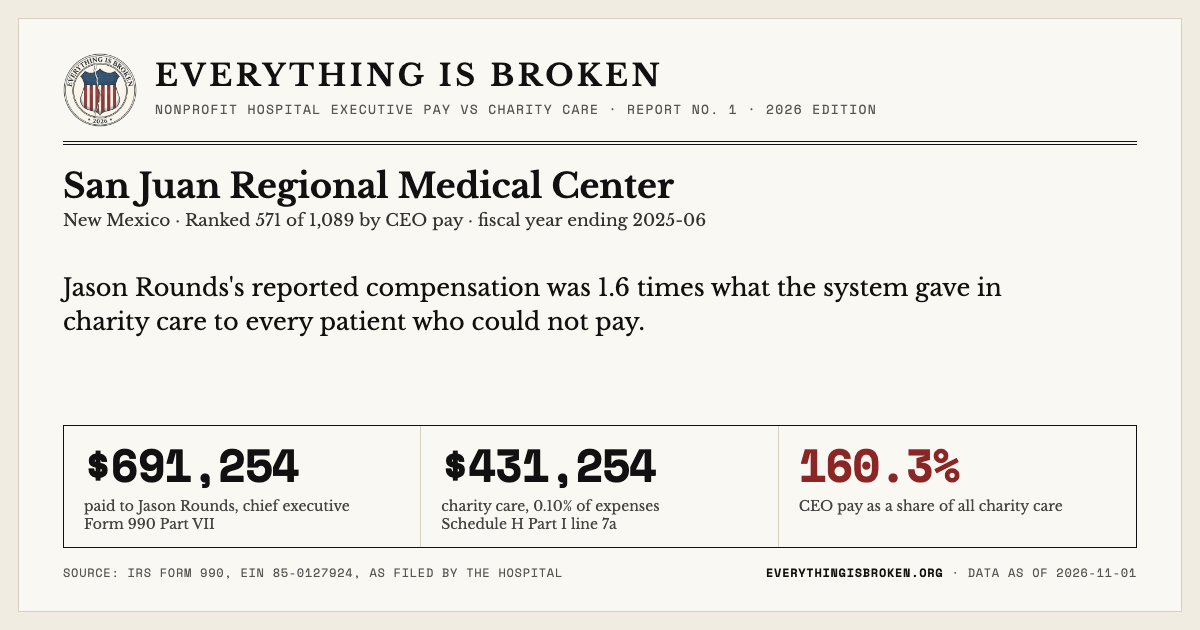 EVERYTHING IS BROKEN
2026
EVERYTHING IS BROKEN
NONPROFIT HOSPITAL EXECUTIVE PAY VS CHARITY CARE · REPORT NO. 1 · 2026 EDITION
San Juan Regional Medical Center
New Mexico · Ranked 571 of 1,089 by CEO pay · fiscal year ending 2025-06
Jason Rounds's reported compensation was 1.6 times what the system gave in
charity care to every patient who could not pay.
$691,254
paid to Jason Rounds, chief executive
Form 990 Part VII
$431,254
charity care, 0.10% of expenses
Schedule H Part I line 7a
160.3%
CEO pay as a share of all charity care
SOURCE: IRS FORM 990, EIN 85-0127924, AS FILED BY THE HOSPITAL
EVERYTHINGISBROKEN.ORG · DATA AS OF 2026-11-01